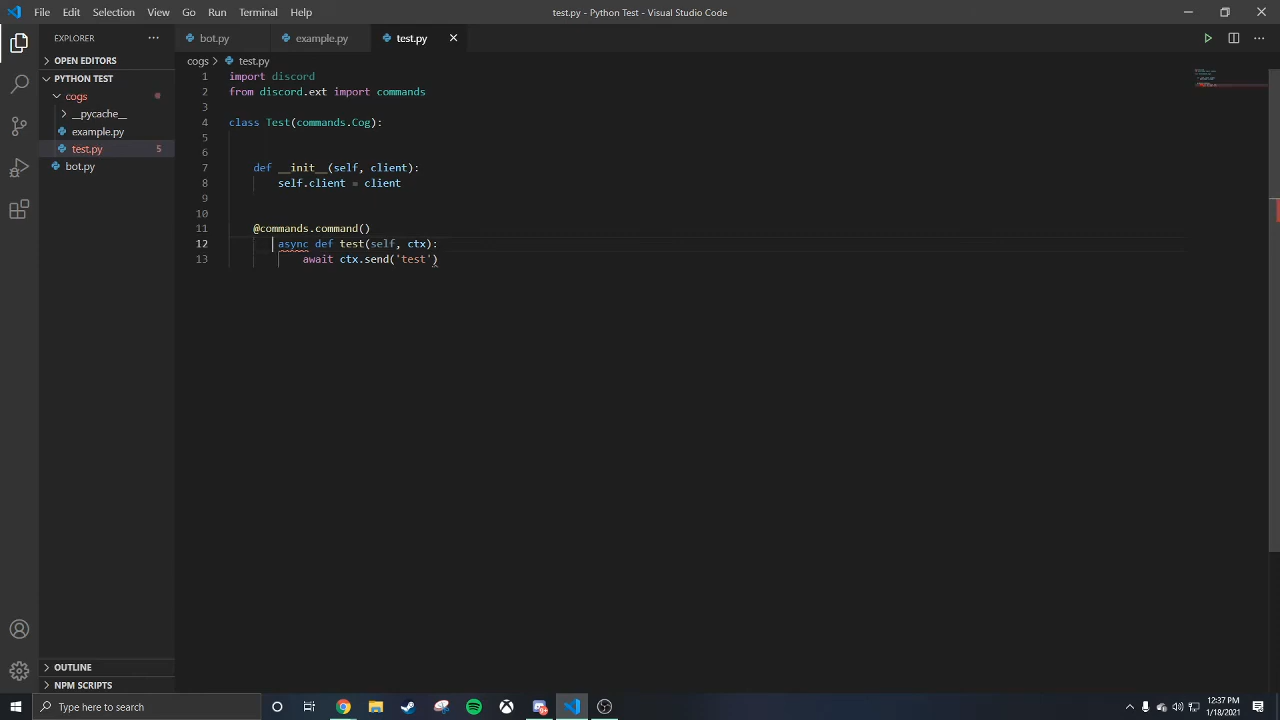 File Edit Selection View Go Run Terminal Help
test.py - Python Test - Visual Studio Code
EXPLORER
bot.py
example.py
test.py
OPEN EDITORS
PYTHON TEST
cogs
__pycache__
example.py
test.py 5
bot.py
cogs > test.py
1 import discord
2 from discord.ext import commands
3
4 class Test(commands.Cog):
5
6
7     def __init__(self, client):
8         self.client = client
9
10
11     @commands.command()
12         async def test(self, ctx):
13             await ctx.send('test')
OUTLINE
NPM SCRIPTS
Type here to search
12:37 PM
1/18/2021